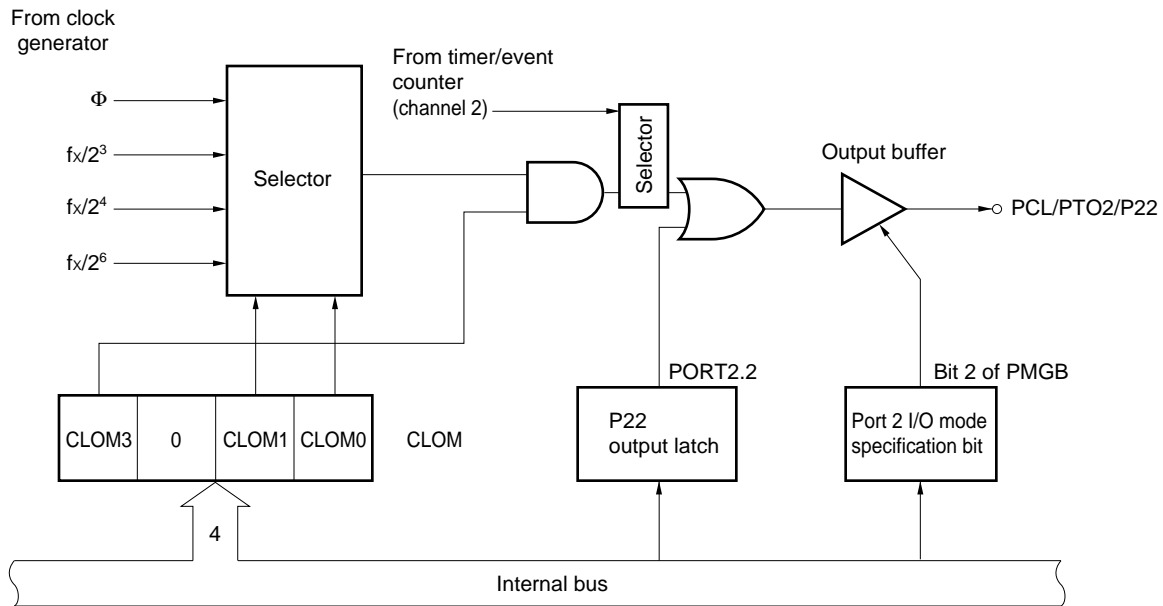 From clock
generator
Φ
fX/2³
fX/2⁴
fX/2⁶
Selector
From timer/event
counter
(channel 2)
Selector
Output buffer
PCL/PTO2/P22
PORT2.2
Bit 2 of PMGB
CLOM3
0
CLOM1
CLOM0
CLOM
P22
output latch
Port 2 I/O mode
specification bit
4
Internal bus